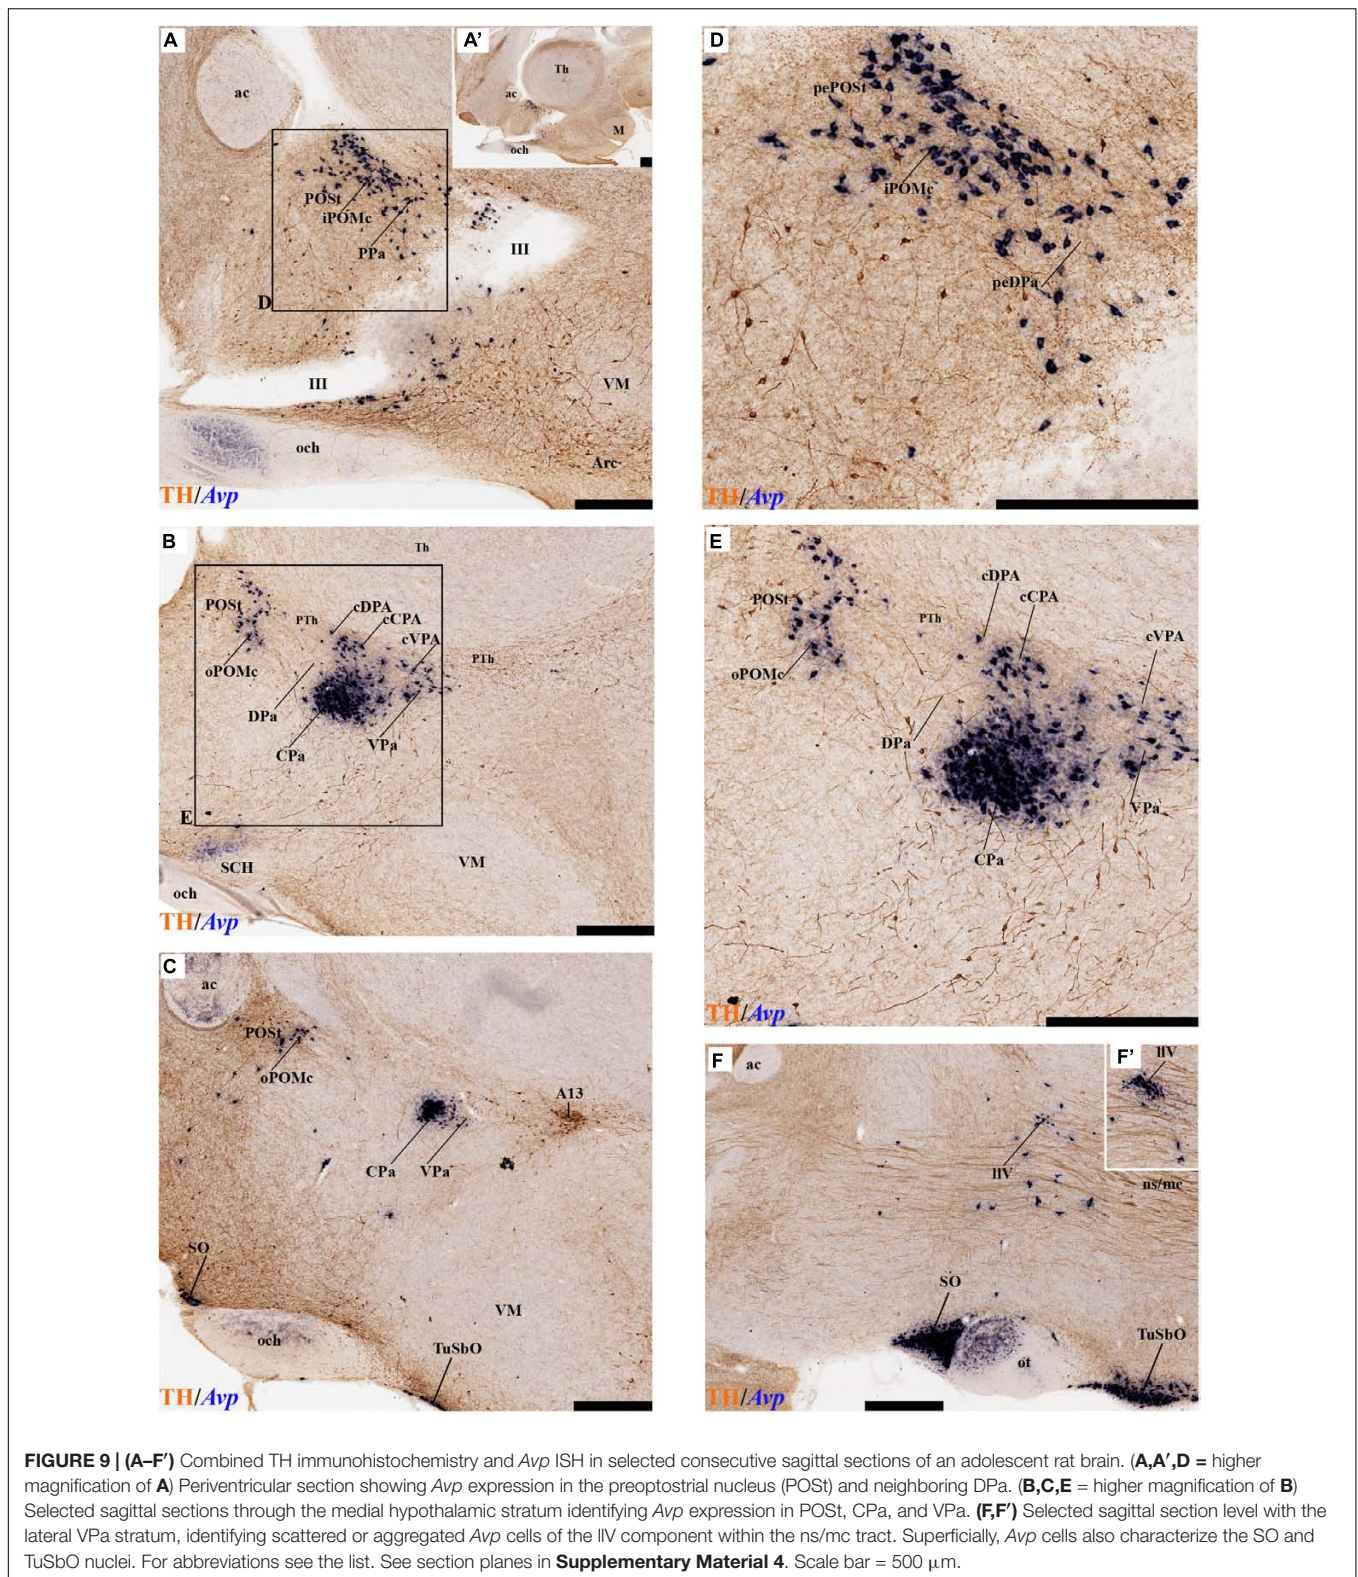 A
A'
ac
Th
ac
M
och
POSt
iPOMc
PPa
III
D
III
VM
och
Arc
TH/Avp
D
pePOSt
iPOMc
peDPa
TH/Avp
B
Th
POSt
cDPA
PTh
cCPA
cVPA
oPOMc
PTh
DPa
VPa
CPa
E
SCH
VM
och
TH/Avp
E
cDPA
cCPA
POSt
PTh
cVPA
oPOMc
DPa
VPa
CPa
TH/Avp
C
ac
POSt
oPOMc
A13
CPa
VPa
SO
VM
och
TuSbO
TH/Avp
F
ac
F'
llV
llV
ns/mc
SO
TuSbO
ot
TH/Avp
FIGURE 9 | (A–F′) Combined TH immunohistochemistry and Avp ISH in selected consecutive sagittal sections of an adolescent rat brain. (A,A′,D = higher
magnification of A) Periventricular section showing Avp expression in the preoptostrial nucleus (POSt) and neighboring DPa. (B,C,E = higher magnification of B)
Selected sagittal sections through the medial hypothalamic stratum identifying Avp expression in POSt, CPa, and VPa. (F,F′) Selected sagittal section level with the
lateral VPa stratum, identifying scattered or aggregated Avp cells of the llV component within the ns/mc tract. Superficially, Avp cells also characterize the SO and
TuSbO nuclei. For abbreviations see the list. See section planes in Supplementary Material 4. Scale bar = 500 μm.